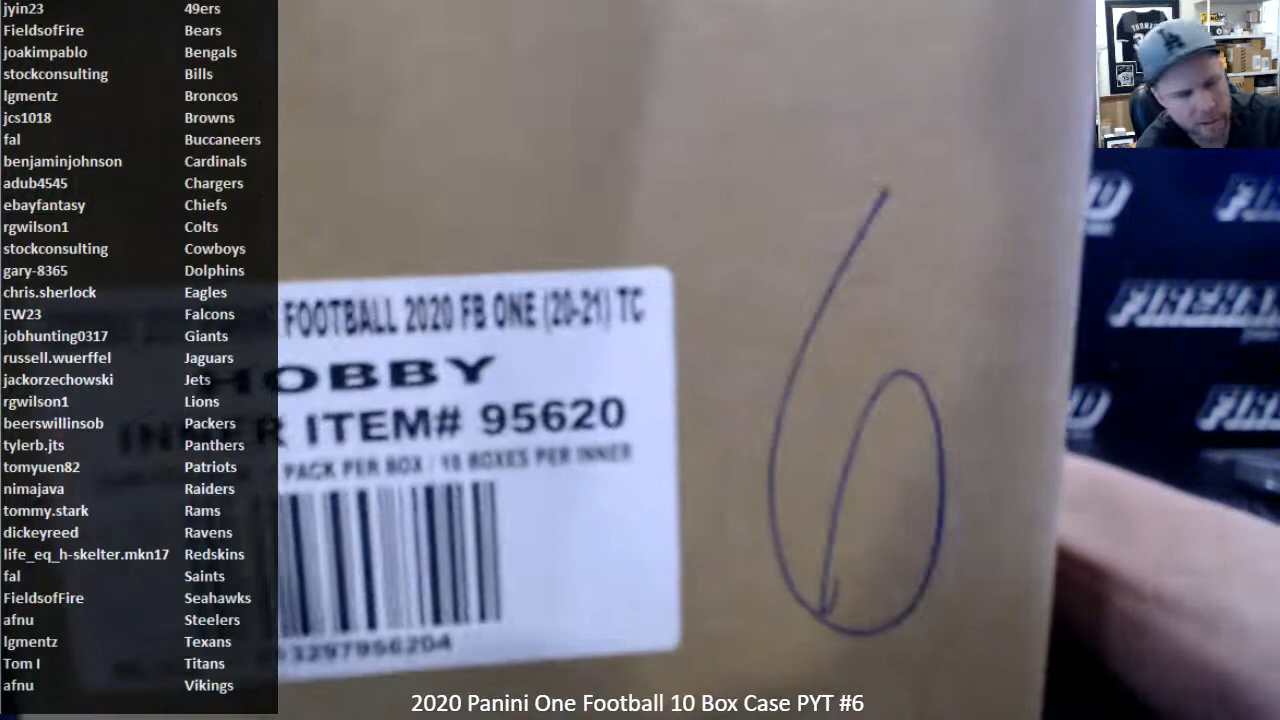 jyin23 49ers
FieldsofFire Bears
joakimpablo Bengals
stockconsulting Bills
lgmentz Broncos
jcs1018 Browns
fal Buccaneers
benjaminjohnson Cardinals
adub4545 Chargers
ebayfantasy Chiefs
rgwilson1 Colts
stockconsulting Cowboys
gary-8365 Dolphins
chris.sherlock Eagles
EW23 Falcons
jobhunting0317 Giants
russell.wuerffel Jaguars
jackorzechowski Jets
rgwilson1 Lions
beerswillinsob Packers
tylerb.jts Panthers
tomyuen82 Patriots
nimajava Raiders
tommy.stark Rams
dickeyreed Ravens
life_eq_h-skelter.mkn17 Redskins
fal Saints
FieldsofFire Seahawks
afnu Steelers
lgmentz Texans
Tom I Titans
afnu Vikings
FOOTBALL 2020 FB ONE (20-21) TC
HOBBY
INNER ITEM# 95620
PACK PER BOX / 10 BOXES PER INNER
6
2020 Panini One Football 10 Box Case PYT #6